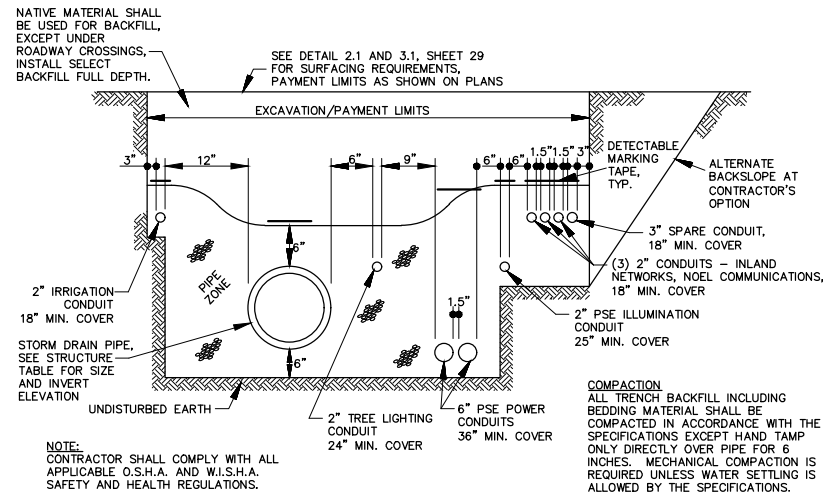 NATIVE MATERIAL SHALL
BE USED FOR BACKFILL,
EXCEPT UNDER
ROADWAY CROSSINGS,
INSTALL SELECT
BACKFILL FULL DEPTH.
SEE DETAIL 2.1 AND 3.1, SHEET 29
FOR SURFACING REQUIREMENTS,
PAYMENT LIMITS AS SHOWN ON PLANS
EXCAVATION/PAYMENT LIMITS
3"
12"
6"
9"
6"
6"
1.5"
1.5"
3"
DETECTABLE
MARKING
TAPE,
TYP.
ALTERNATE
BACKSLOPE AT
CONTRACTOR'S
OPTION
3" SPARE CONDUIT,
18" MIN. COVER
(3) 2" CONDUITS – INLAND
NETWORKS, NOEL COMMUNICATIONS,
18" MIN. COVER
2" PSE ILLUMINATION
CONDUIT
25" MIN. COVER
6"
PIPE
ZONE
1.5"
6"
2" IRRIGATION
CONDUIT
18" MIN. COVER
STORM DRAIN PIPE,
SEE STRUCTURE
TABLE FOR SIZE
AND INVERT
ELEVATION
UNDISTURBED EARTH
2" TREE LIGHTING
CONDUIT
24" MIN. COVER
6" PSE POWER
CONDUITS
36" MIN. COVER
NOTE:
CONTRACTOR SHALL COMPLY WITH ALL
APPLICABLE O.S.H.A. AND W.I.S.H.A.
SAFETY AND HEALTH REGULATIONS.
COMPACTION
ALL TRENCH BACKFILL INCLUDING
BEDDING MATERIAL SHALL BE
COMPACTED IN ACCORDANCE WITH THE
SPECIFICATIONS EXCEPT HAND TAMP
ONLY DIRECTLY OVER PIPE FOR 6
INCHES. MECHANICAL COMPACTION IS
REQUIRED UNLESS WATER SETTLING IS
ALLOWED BY THE SPECIFICATIONS.